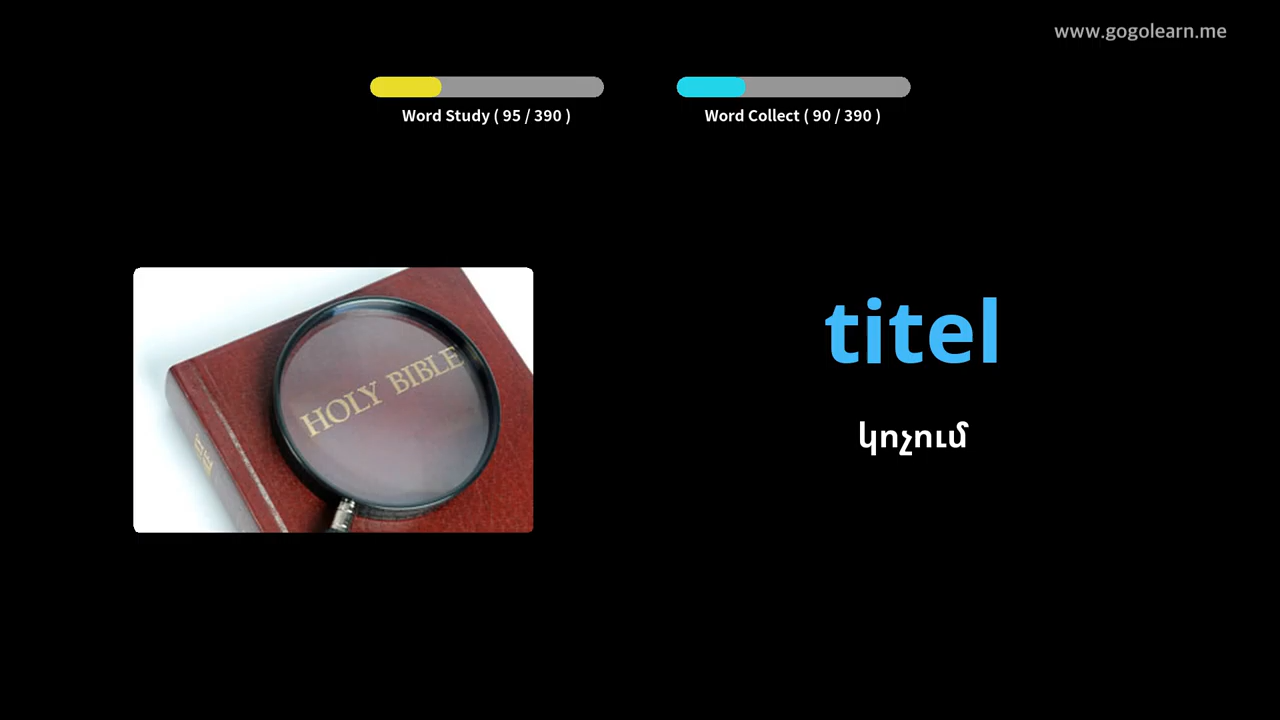 www.gogolearn.me
Word Study ( 95 / 390 )
Word Collect ( 90 / 390 )
HOLY BIBLE
titel
կոչում